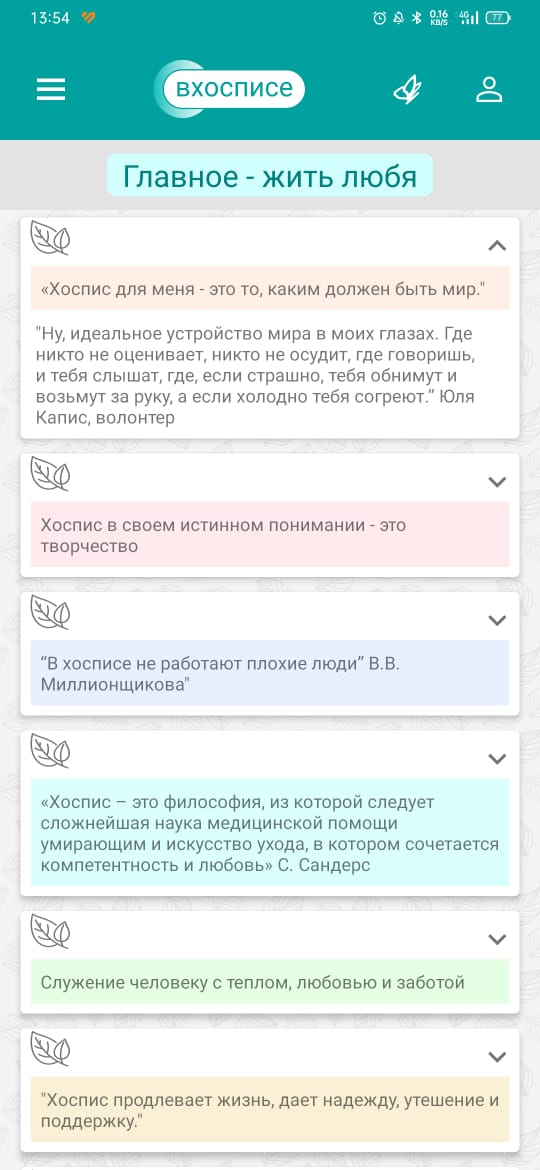 13:54
0.16
KB/S
4G
77
вхосписе
Главное - жить любя
«Хоспис для меня - это то, каким должен быть мир."
"Ну, идеальное устройство мира в моих глазах. Где
никто не оценивает, никто не осудит, где говоришь,
и тебя слышат, где, если страшно, тебя обнимут и
возьмут за руку, а если холодно тебя согреют.” Юля
Капис, волонтер
Хоспис в своем истинном понимании - это
творчество
“В хосписе не работают плохие люди” В.В.
Миллионщикова"
«Хоспис – это философия, из которой следует
сложнейшая наука медицинской помощи
умирающим и искусство ухода, в котором сочетается
компетентность и любовь» С. Сандерс
Служение человеку с теплом, любовью и заботой
"Хоспис продлевает жизнь, дает надежду, утешение и
поддержку."